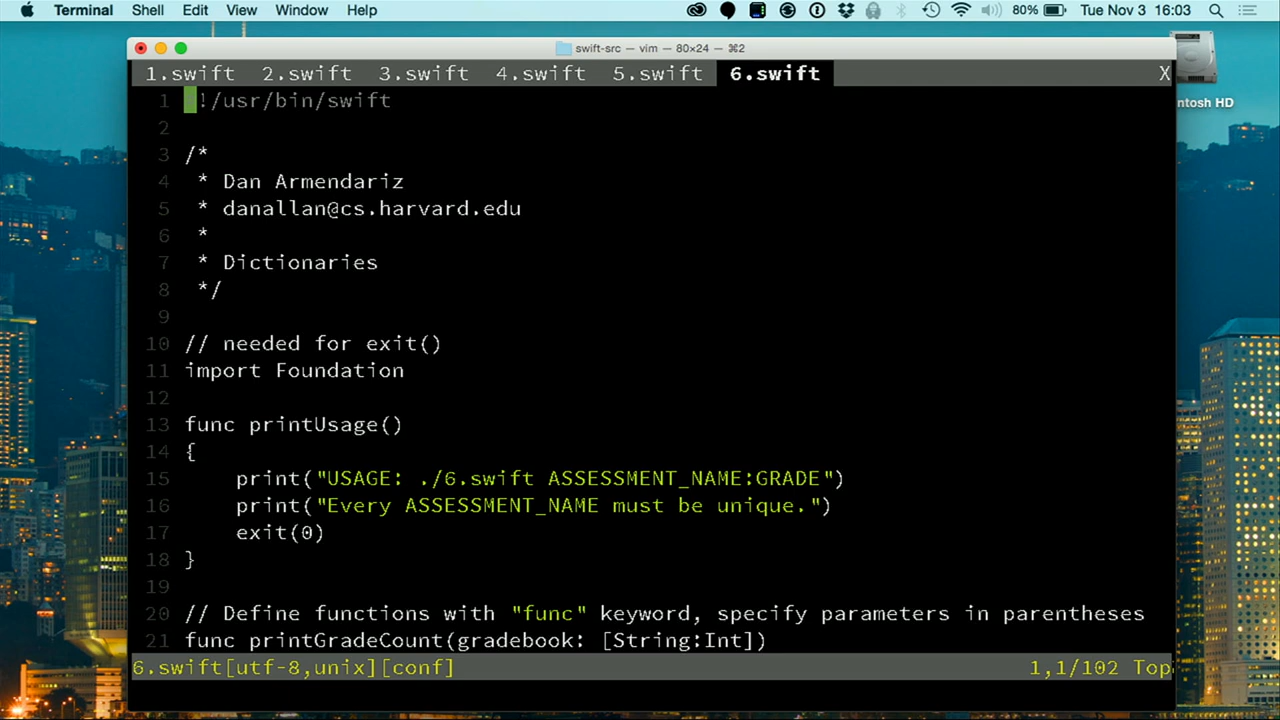 Terminal Shell Edit View Window Help 80% Tue Nov 3 16:03
swift-src — vim — 80×24 — ⌘2
1.swift 2.swift 3.swift 4.swift 5.swift 6.swift X
ntosh HD
1 #!/usr/bin/swift
2
3 /*
4 * Dan Armendariz
5 * danallan@cs.harvard.edu
6 *
7 * Dictionaries
8 */
9
10 // needed for exit()
11 import Foundation
12
13 func printUsage()
14 {
15 print("USAGE: ./6.swift ASSESSMENT_NAME:GRADE")
16 print("Every ASSESSMENT_NAME must be unique.")
17 exit(0)
18 }
19
20 // Define functions with "func" keyword, specify parameters in parentheses
21 func printGradeCount(gradebook: [String:Int])
6.swift[utf-8,unix][conf] 1,1/102 Top